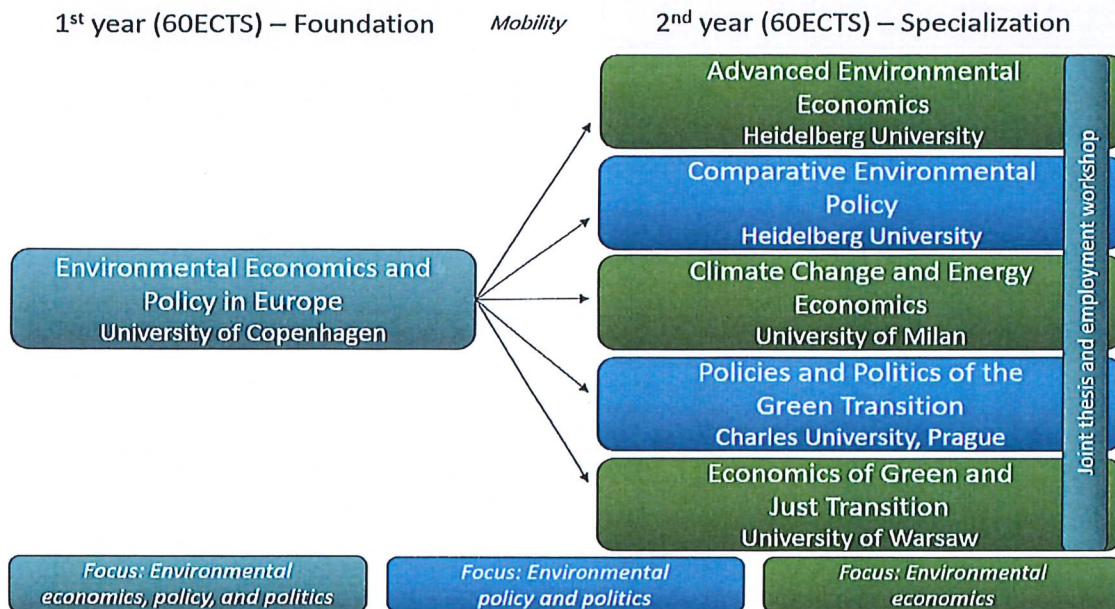 1st year (60ECTS) – Foundation
Mobility
2nd year (60ECTS) – Specialization
Environmental Economics and
Policy in Europe
University of Copenhagen
Advanced Environmental
Economics
Heidelberg University
Comparative Environmental
Policy
Heidelberg University
Climate Change and Energy
Economics
University of Milan
Policies and Politics of the
Green Transition
Charles University, Prague
Economics of Green and
Just Transition
University of Warsaw
Joint thesis and employment workshop
Focus: Environmental
economics, policy, and politics
Focus: Environmental
policy and politics
Focus: Environmental
economics